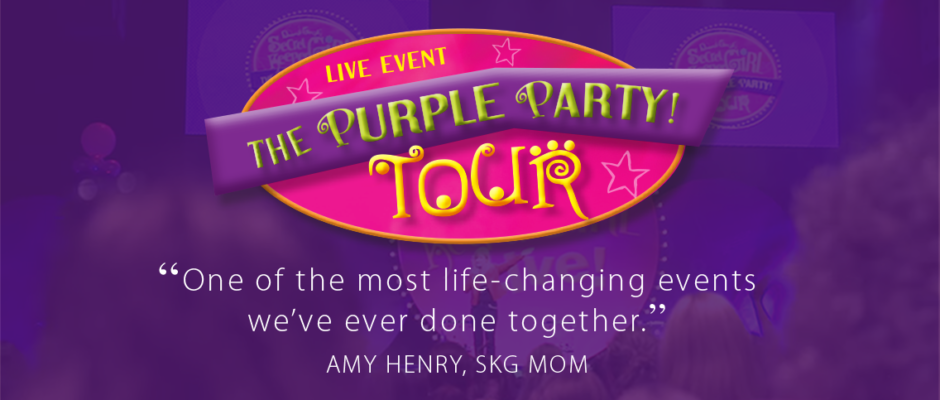 LIVE EVENT
THE PURPLE PARTY!
TOUR
“One of the most life-changing events
we’ve ever done together.”
AMY HENRY, SKG MOM